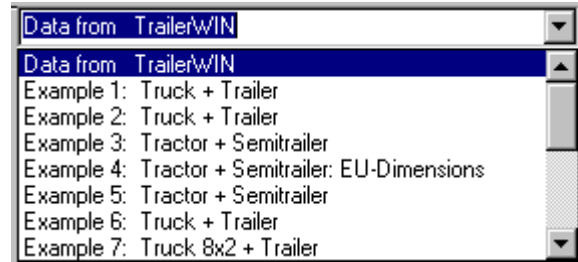 Data from TrailerWIN
Data from TrailerWIN
Example 1: Truck + Trailer
Example 2: Truck + Trailer
Example 3: Tractor + Semitrailer
Example 4: Tractor + Semitrailer: EU-Dimensions
Example 5: Tractor + Semitrailer
Example 6: Truck + Trailer
Example 7: Truck 8x2 + Trailer